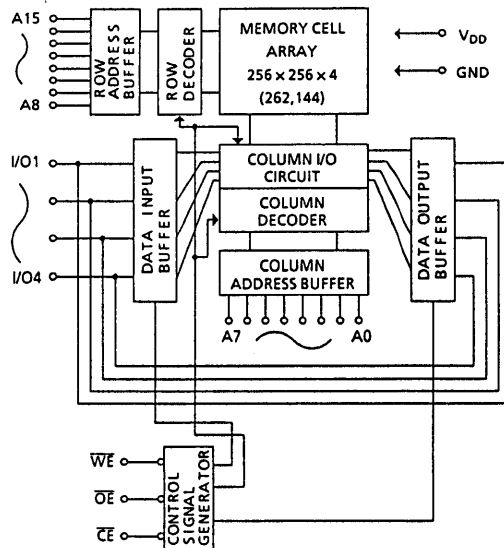 A15
A8
ROW
ADDRESS
BUFFER
ROW
DECODER
MEMORY CELL
ARRAY
256 x 256 x 4
(262,144)
VDD
GND
I/O1
I/O4
DATA INPUT
BUFFER
COLUMN I/O
CIRCUIT
COLUMN
DECODER
COLUMN
ADDRESS BUFFER
DATA OUTPUT
BUFFER
A7
A0
WE
OE
CE
CONTROL
SIGNAL
GENERATOR